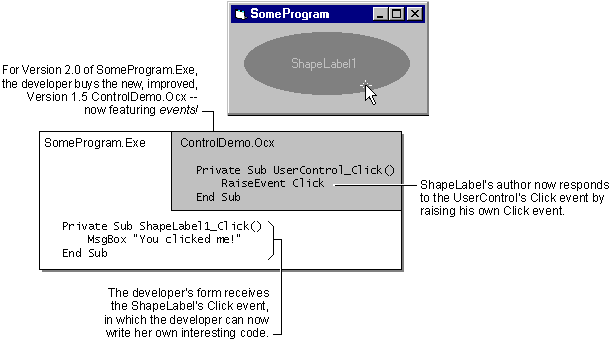 SomeProgram
ShapeLabel1
For Version 2.0 of SomeProgram.Exe,
the developer buys the new, improved,
Version 1.5 ControlDemo.Ocx --
now featuring events!
SomeProgram.Exe
ControlDemo.Ocx
Private Sub UserControl_Click()
RaiseEvent Click
End Sub
ShapeLabel's author now responds
to the UserControl's Click event by
raising his own Click event.
Private Sub ShapeLabel1_Click()
MsgBox "You clicked me!"
End Sub
The developer's form receives
the ShapeLabel's Click event,
in which the developer can now
write her own interesting code.